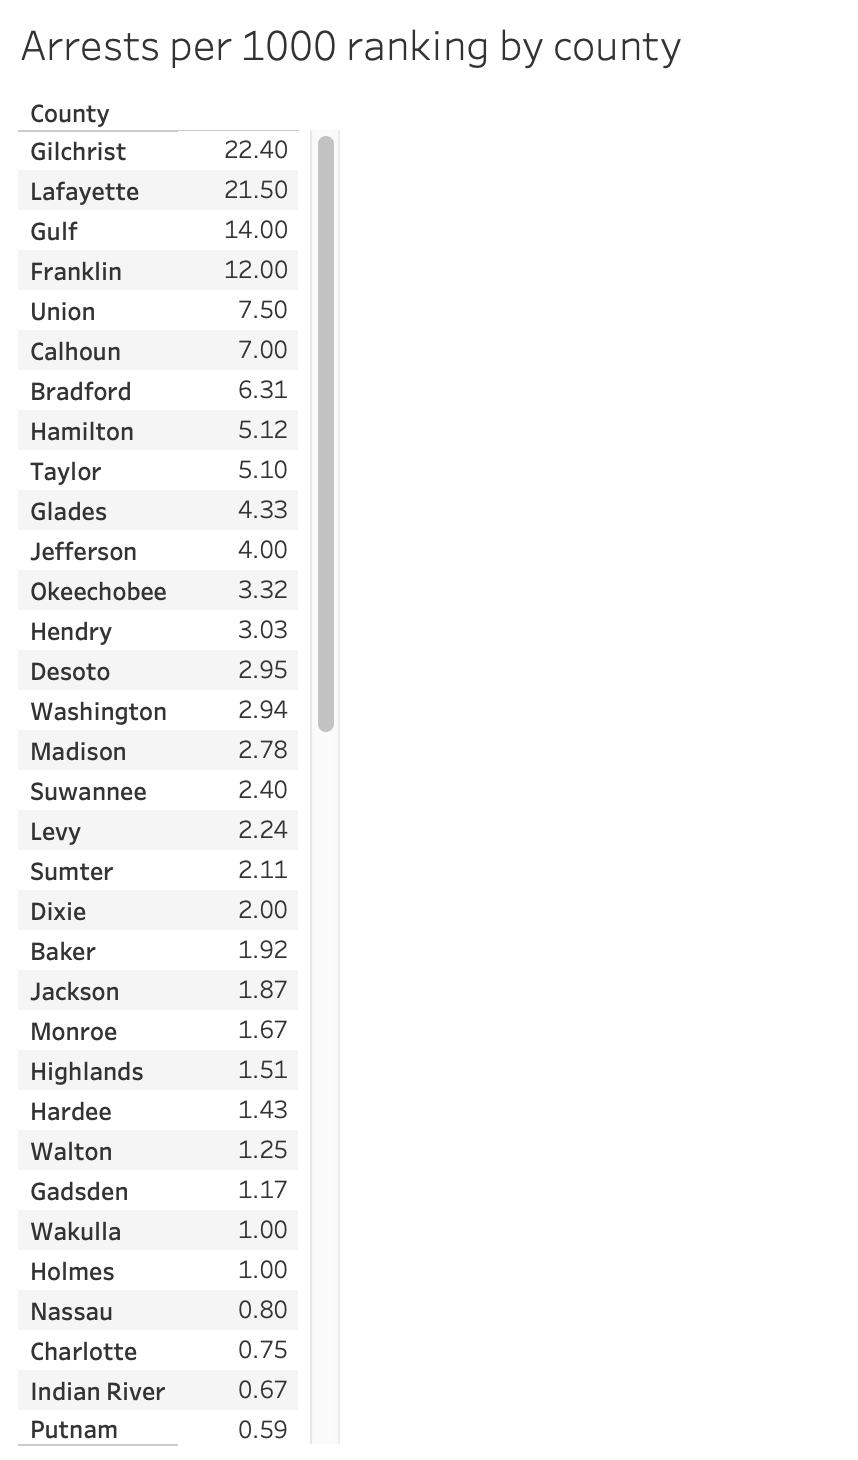 Arrests per 1000 ranking by county
County
Gilchrist 22.40
Lafayette 21.50
Gulf 14.00
Franklin 12.00
Union 7.50
Calhoun 7.00
Bradford 6.31
Hamilton 5.12
Taylor 5.10
Glades 4.33
Jefferson 4.00
Okeechobee 3.32
Hendry 3.03
Desoto 2.95
Washington 2.94
Madison 2.78
Suwannee 2.40
Levy 2.24
Sumter 2.11
Dixie 2.00
Baker 1.92
Jackson 1.87
Monroe 1.67
Highlands 1.51
Hardee 1.43
Walton 1.25
Gadsden 1.17
Wakulla 1.00
Holmes 1.00
Nassau 0.80
Charlotte 0.75
Indian River 0.67
Putnam 0.59